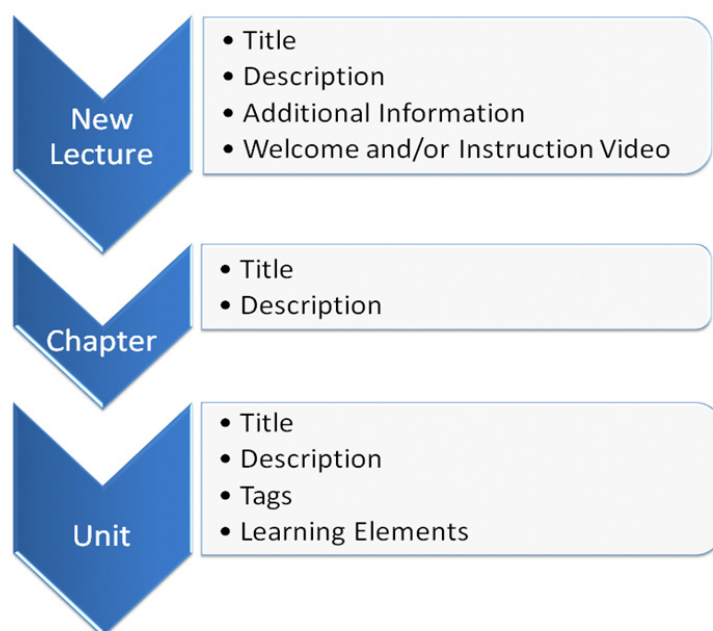 New
Lecture
• Title
• Description
• Additional Information
• Welcome and/or Instruction Video
Chapter
• Title
• Description
Unit
• Title
• Description
• Tags
• Learning Elements